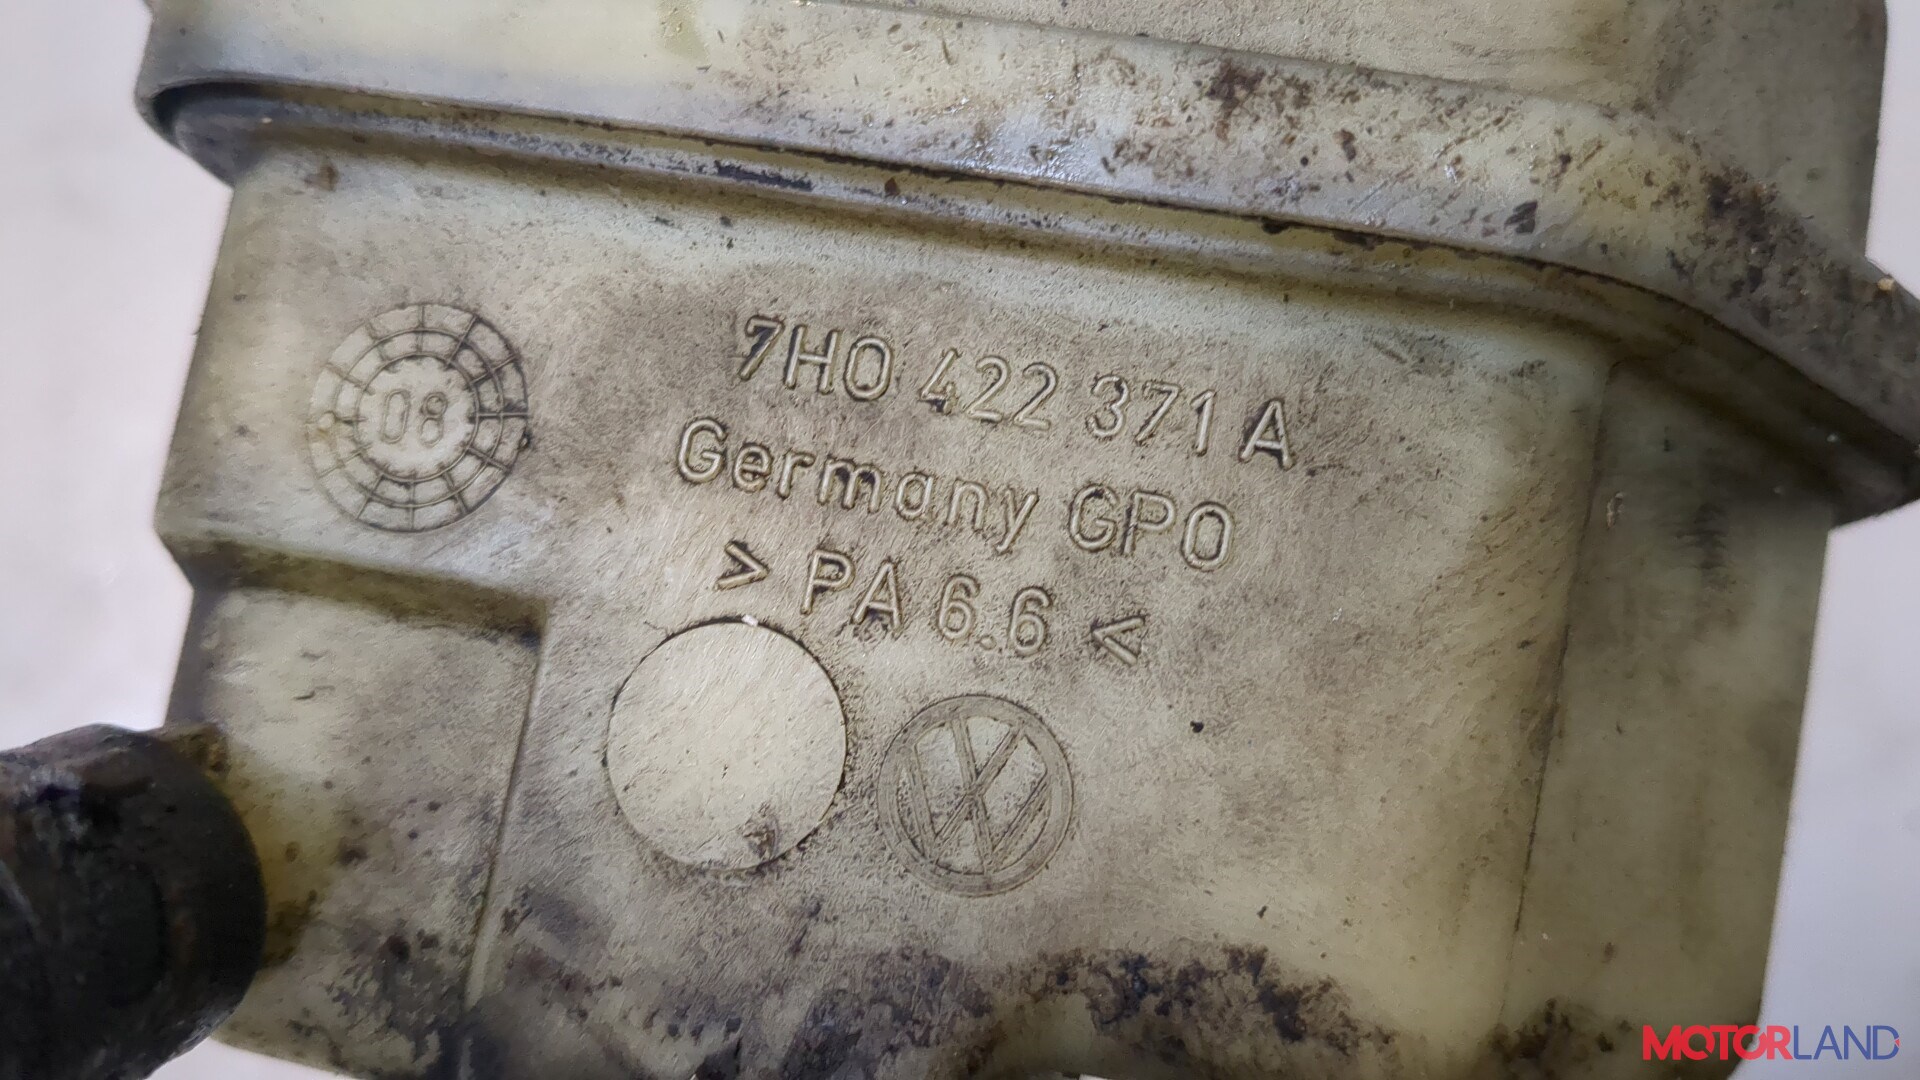 7H0 422 371 A
08
Germany GPO
> PA 6.6 <
MOTORLAND